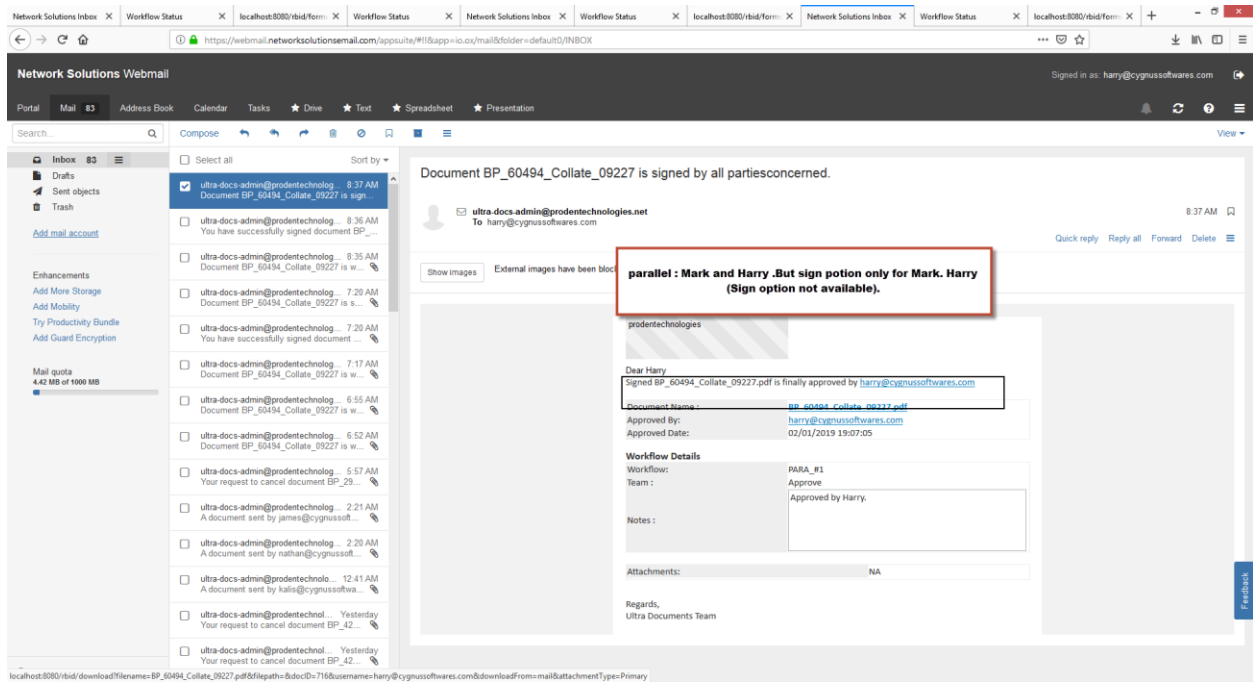 Network Solutions Inbox
Workflow Status
localhost:8080/rbid/form
Workflow Status
Network Solutions Inbox
Workflow Status
localhost:8080/rbid/form
Network Solutions Inbox
Workflow Status
localhost:8080/rbid/form
https://webmail.networksolutionsemail.com/appsuite/#!!&app=io.ox/mail&folder=default0/INBOX
Network Solutions Webmail
Signed in as: harry@cygnussoftwares.com
Portal Mail 83 Address Book Calendar Tasks Drive Text Spreadsheet Presentation
Search...
Compose
View
Inbox 83
Drafts
Sent objects
Trash
Add mail account
Enhancements
Add More Storage
Add Mobility
Try Productivity Bundle
Add Guard Encryption
Mail quota
4.42 MB of 1000 MB
Select all Sort by
ultra-docs-admin@prodentechnolog... 8:37 AM
Document BP_60494_Collate_09227 is sign...
ultra-docs-admin@prodentechnolog... 8:36 AM
You have successfully signed document BP_...
ultra-docs-admin@prodentechnolog... 8:35 AM
Document BP_60494_Collate_09227 is w...
ultra-docs-admin@prodentechnolog... 7:20 AM
Document BP_60494_Collate_09227 is s...
ultra-docs-admin@prodentechnolog... 7:20 AM
You have successfully signed document ...
ultra-docs-admin@prodentechnolog... 7:17 AM
Document BP_60494_Collate_09227 is w...
ultra-docs-admin@prodentechnolog... 6:55 AM
Document BP_60494_Collate_09227 is w...
ultra-docs-admin@prodentechnolog... 6:52 AM
Document BP_60494_Collate_09227 is w...
ultra-docs-admin@prodentechnolog... 5:57 AM
Your request to cancel document BP_29...
ultra-docs-admin@prodentechnolog... 2:21 AM
A document sent by james@cygnussoft...
ultra-docs-admin@prodentechnolog... 2:20 AM
A document sent by nathan@cygnussoft...
ultra-docs-admin@prodentechnolo... 12:41 AM
A document sent by kalis@cygnussoftwa...
ultra-docs-admin@prodentechnol... Yesterday
Your request to cancel document BP_42...
ultra-docs-admin@prodentechnol... Yesterday
Your request to cancel document BP_42...
Document BP_60494_Collate_09227 is signed by all partiesconcerned.
ultra-docs-admin@prodentechnologies.net
8:37 AM
To harry@cygnussoftwares.com
Quick reply Reply all Forward Delete
Show images External images have been bloc
parallel : Mark and Harry .But sign potion only for Mark. Harry
(Sign option not available).
prodentechnologies
Dear Harry
Signed BP_60494_Collate_09227.pdf is finally approved by harry@cygnussoftwares.com
Document Name : BP_60494_Collate_09227.pdf
Approved By: harry@cygnussoftwares.com
Approved Date: 02/01/2019 19:07:05
Workflow Details
Workflow: PARA_#1
Team : Approve
Approved by Harry.
Notes :
Attachments: NA
Regards,
Ultra Documents Team
Feedback
localhost:8080/rbid/download?filename=BP_60494_Collate_09227.pdf&filepath=&docID=716&username=harry@cygnussoftwares.com&downloadFrom=mail&attachmentType=Primary